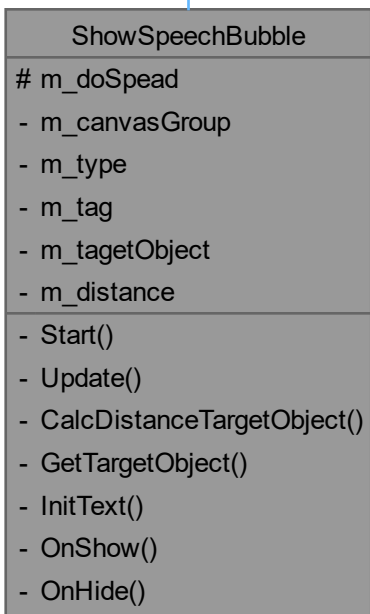 ShowSpeechBubble
# m_doSpead
- m_canvasGroup
- m_type
- m_tag
- m_tagetObject
- m_distance
- Start()
- Update()
- CalcDistanceTargetObject()
- GetTargetObject()
- InitText()
- OnShow()
- OnHide()